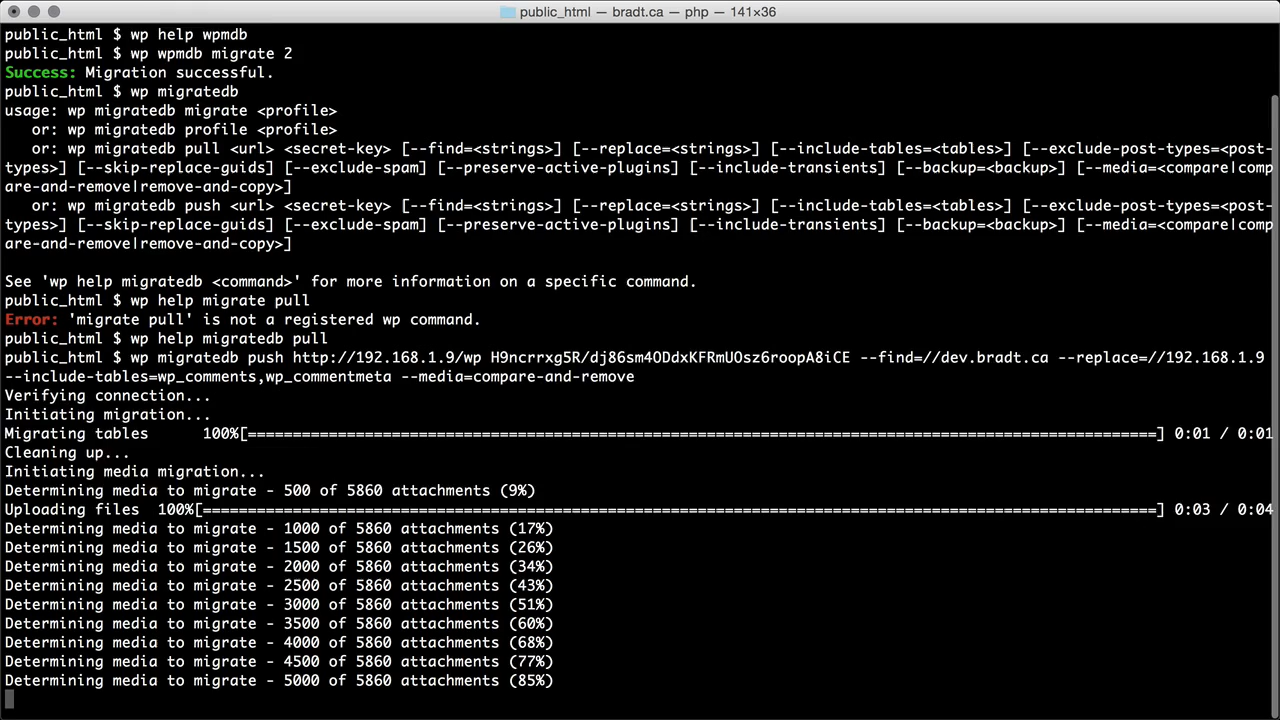 public_html — bradt.ca — php — 141×36
public_html $ wp help wpmdb
public_html $ wp wpmdb migrate 2
Success: Migration successful.
public_html $ wp migratedb
usage: wp migratedb migrate <profile>
   or: wp migratedb profile <profile>
   or: wp migratedb pull <url> <secret-key> [--find=<strings>] [--replace=<strings>] [--include-tables=<tables>] [--exclude-post-types=<post-
types>] [--skip-replace-guids] [--exclude-spam] [--preserve-active-plugins] [--include-transients] [--backup=<backup>] [--media=<compare|comp
are-and-remove|remove-and-copy>]
   or: wp migratedb push <url> <secret-key> [--find=<strings>] [--replace=<strings>] [--include-tables=<tables>] [--exclude-post-types=<post-
types>] [--skip-replace-guids] [--exclude-spam] [--preserve-active-plugins] [--include-transients] [--backup=<backup>] [--media=<compare|comp
are-and-remove|remove-and-copy>]
See 'wp help migratedb <command>' for more information on a specific command.
public_html $ wp help migrate pull
Error: 'migrate pull' is not a registered wp command.
public_html $ wp help migratedb pull
public_html $ wp migratedb push http://192.168.1.9/wp H9ncrrxg5R/dj86sm4ODdxKFRmUOsz6roopA8iCE --find=//dev.bradt.ca --replace=//192.168.1.9
--include-tables=wp_comments,wp_commentmeta --media=compare-and-remove
Verifying connection...
Initiating migration...
Migrating tables      100%[=====================================================================================================] 0:01 / 0:01
Cleaning up...
Initiating media migration...
Determining media to migrate - 500 of 5860 attachments (9%)
Uploading files  100%[==========================================================================================================] 0:03 / 0:04
Determining media to migrate - 1000 of 5860 attachments (17%)
Determining media to migrate - 1500 of 5860 attachments (26%)
Determining media to migrate - 2000 of 5860 attachments (34%)
Determining media to migrate - 2500 of 5860 attachments (43%)
Determining media to migrate - 3000 of 5860 attachments (51%)
Determining media to migrate - 3500 of 5860 attachments (60%)
Determining media to migrate - 4000 of 5860 attachments (68%)
Determining media to migrate - 4500 of 5860 attachments (77%)
Determining media to migrate - 5000 of 5860 attachments (85%)